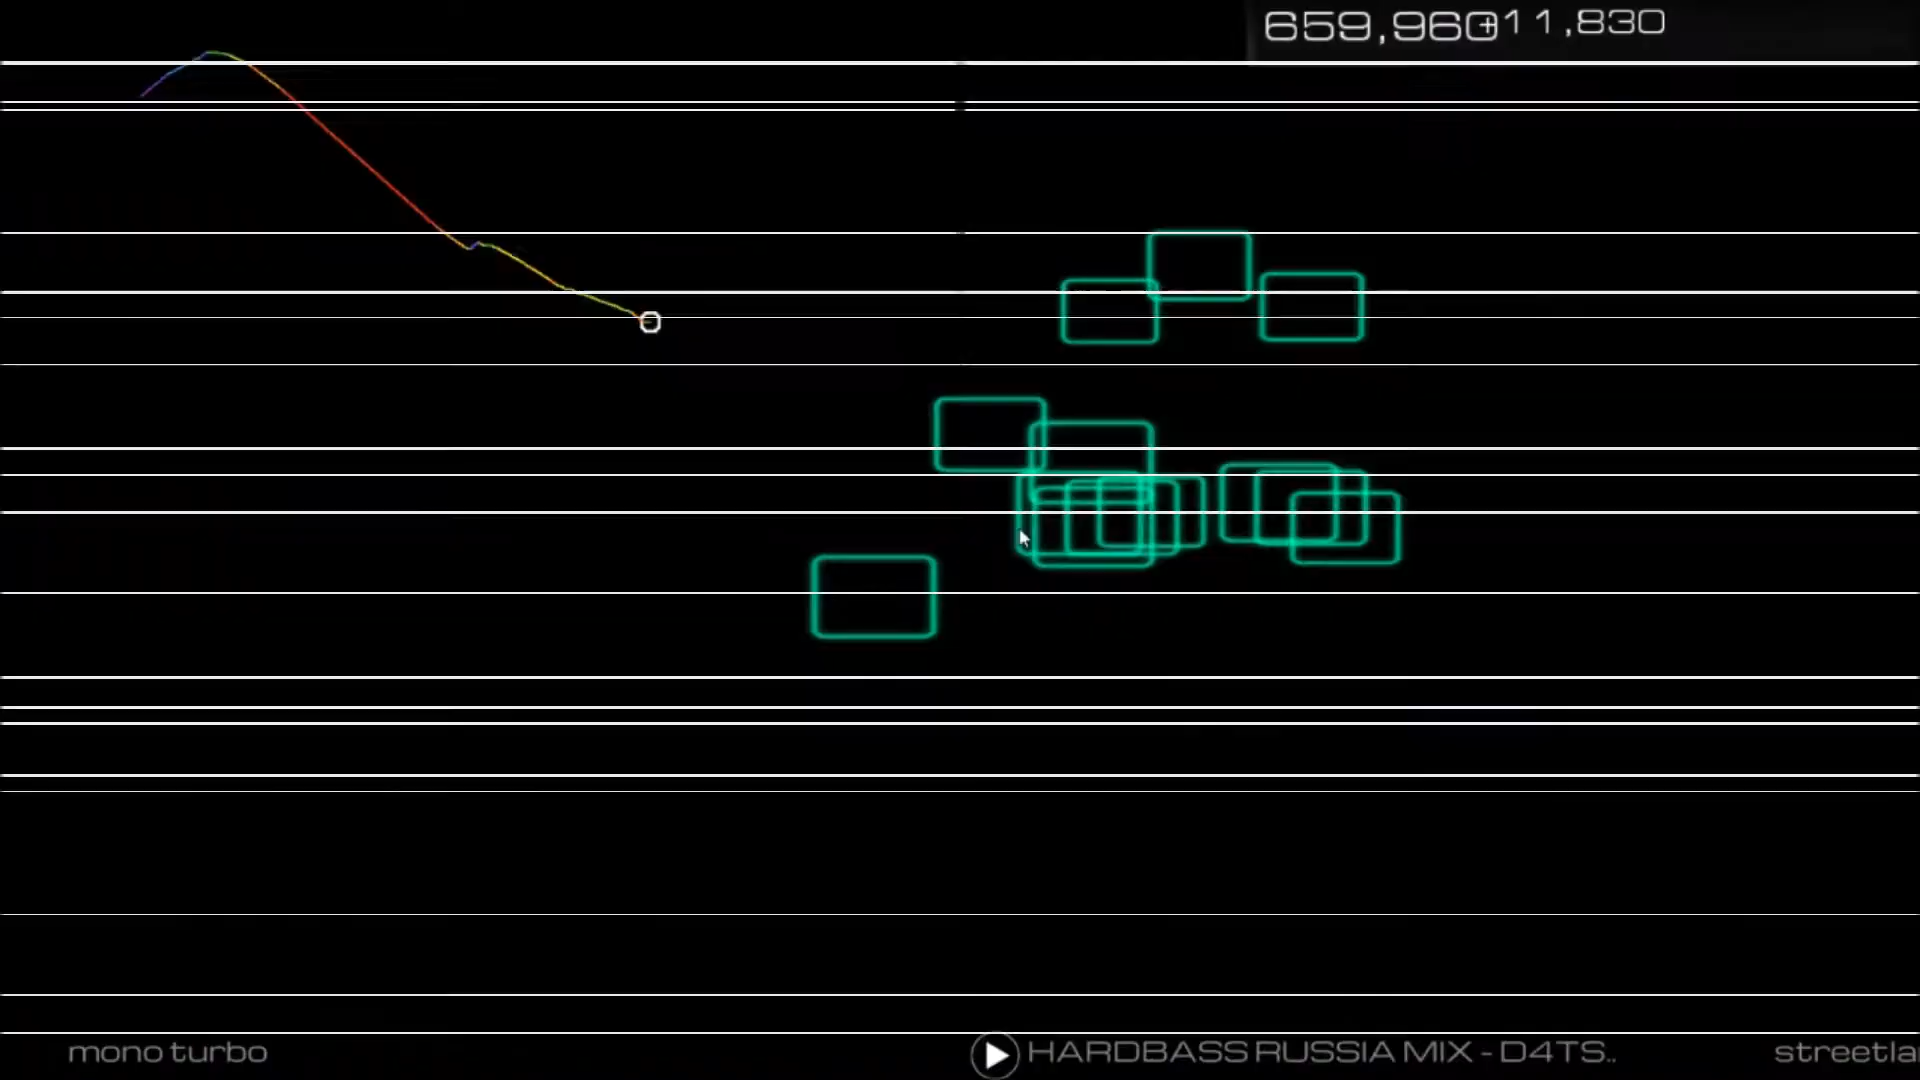 659,960 +11,830
mono turbo
HARDBASS RUSSIA MIX - D4TS..
streetla